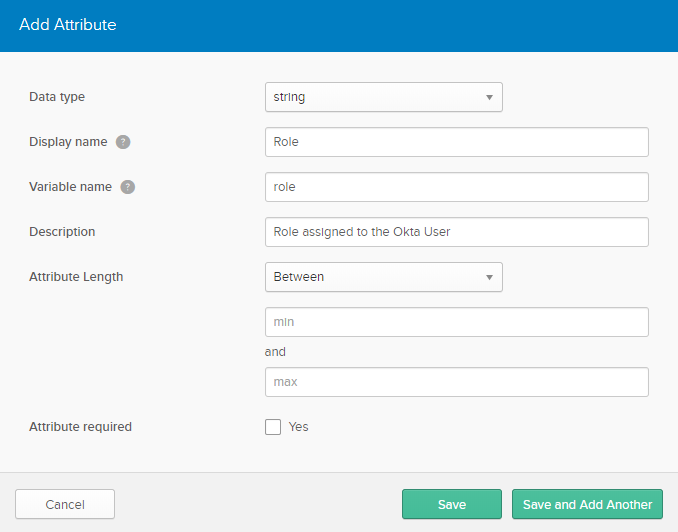 Add Attribute
Data type string
Display name ? Role
Variable name ? role
Description Role assigned to the Okta User
Attribute Length Between
min
and
max
Attribute required Yes
Cancel Save Save and Add Another